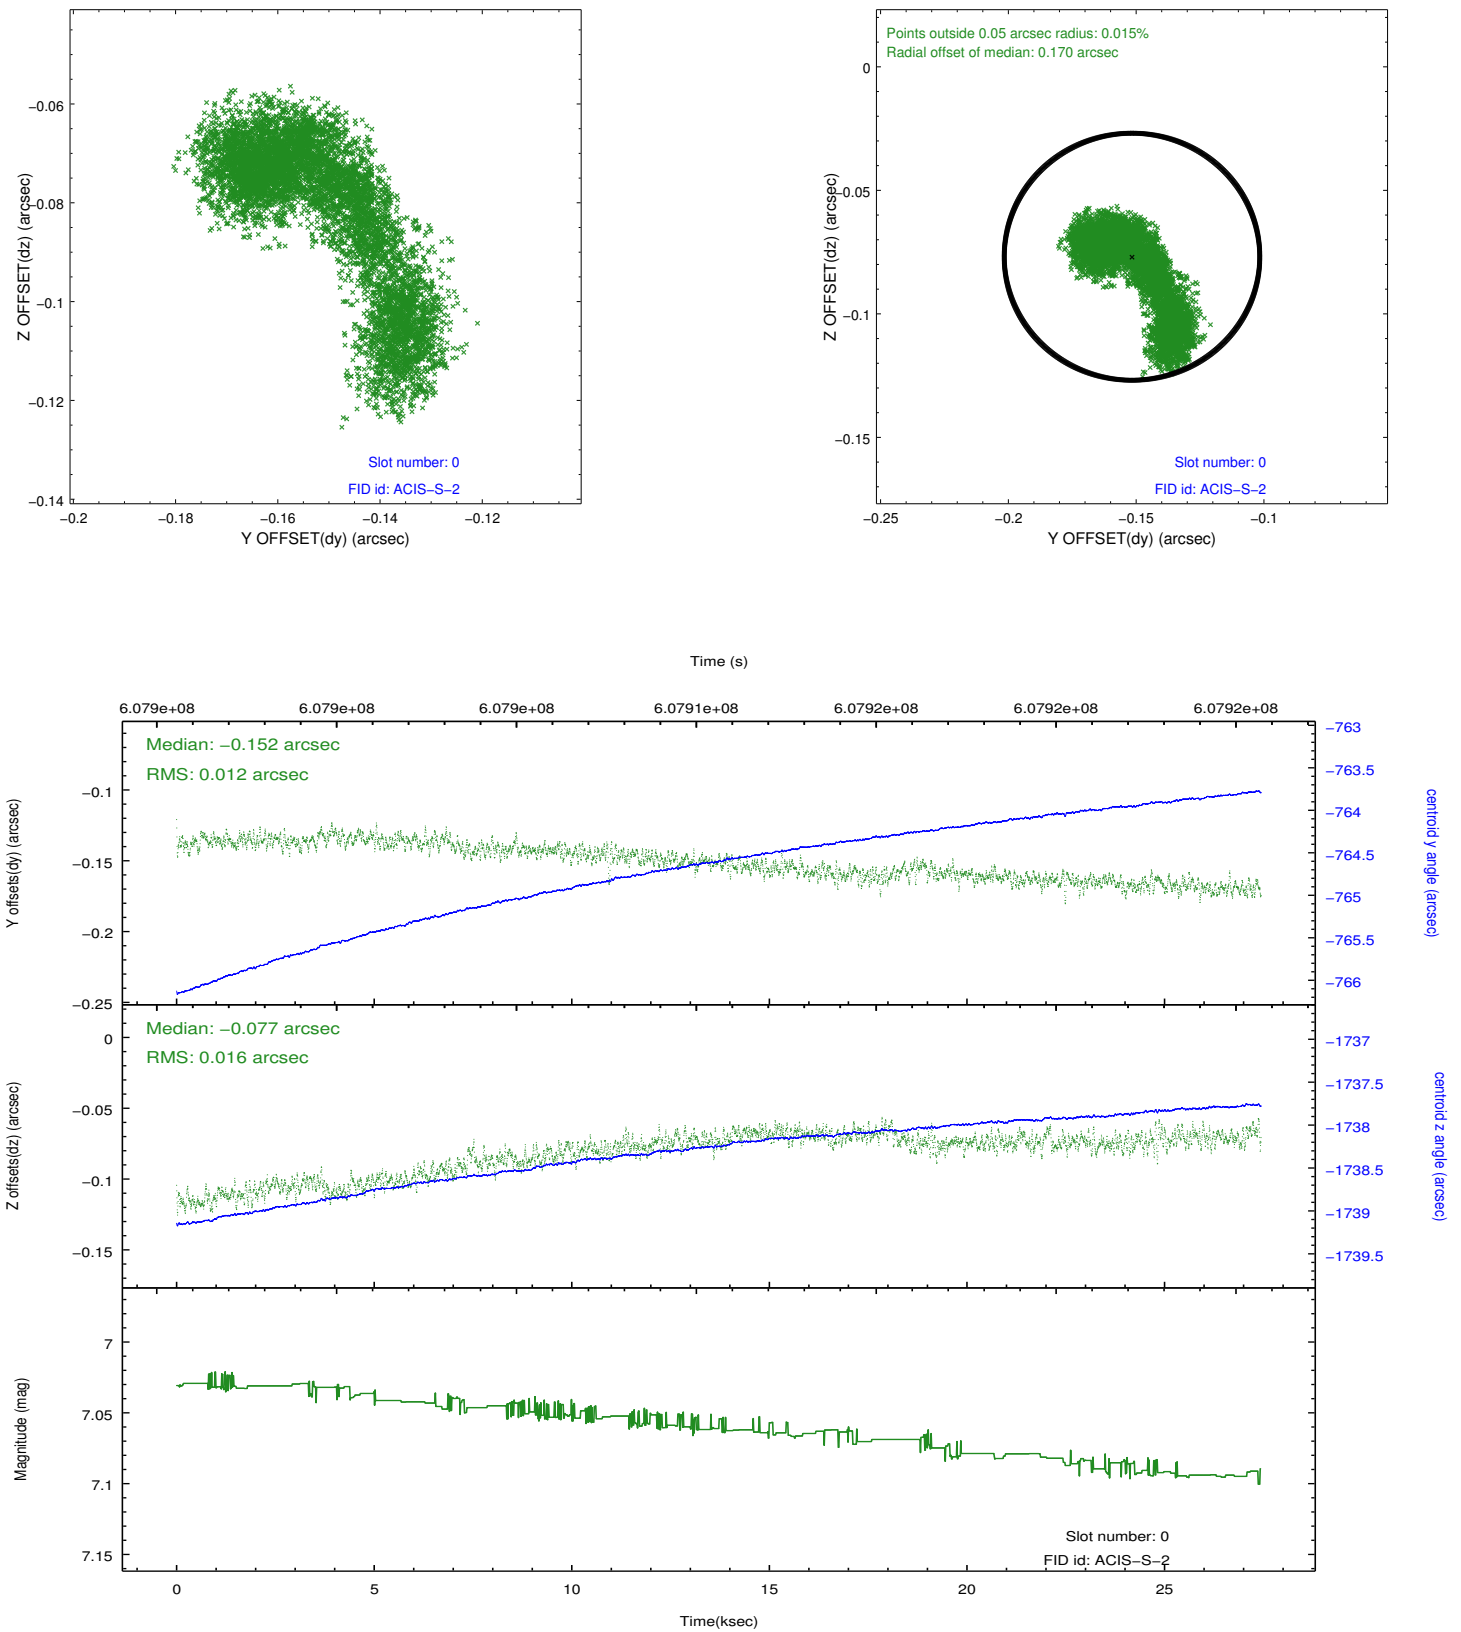 −0.06
−0.08
−0.1
−0.12
−0.14
−0.2
−0.18
−0.16
−0.14
−0.12
Z OFFSET(dz) (arcsec)
Y OFFSET(dy) (arcsec)
Slot number: 0
FID id: ACIS−S−2
Points outside 0.05 arcsec radius: 0.015%
Radial offset of median: 0.170 arcsec
0
−0.05
−0.1
−0.15
−0.25
−0.2
−0.15
−0.1
Z OFFSET(dz) (arcsec)
Y OFFSET(dy) (arcsec)
Slot number: 0
FID id: ACIS−S−2
Time (s)
6.079e+08
6.079e+08
6.079e+08
6.0791e+08
6.0792e+08
6.0792e+08
6.0792e+08
Median: −0.152 arcsec
RMS: 0.012 arcsec
−0.1
−0.15
−0.2
−0.25
Y offsets(dy) (arcsec)
−763
−763.5
−764
−764.5
−765
−765.5
−766
centroid y angle (arcsec)
Median: −0.077 arcsec
RMS: 0.016 arcsec
0
−0.05
−0.1
−0.15
Z offsets(dz) (arcsec)
−1737
−1737.5
−1738
−1738.5
−1739
−1739.5
centroid z angle (arcsec)
7
7.05
7.1
7.15
Magnitude (mag)
Slot number: 0
FID id: ACIS−S−2
0
5
10
15
20
25
Time(ksec)